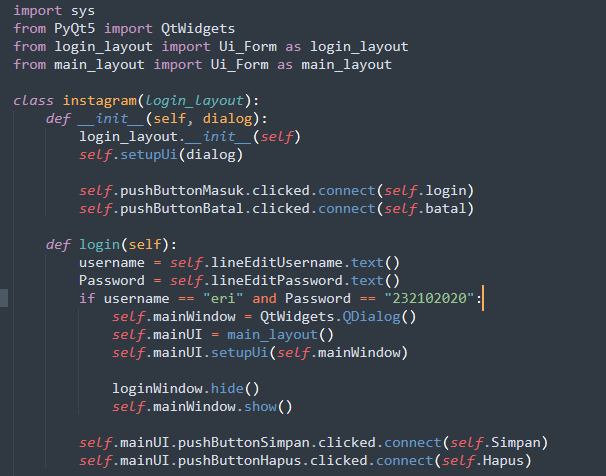 import sys
from PyQt5 import QtWidgets
from login_layout import Ui_Form as login_layout
from main_layout import Ui_Form as main_layout

class instagram(login_layout):
    def __init__(self, dialog):
        login_layout.__init__(self)
        self.setupUi(dialog)

        self.pushButtonMasuk.clicked.connect(self.login)
        self.pushButtonBatal.clicked.connect(self.batal)

    def login(self):
        username = self.lineEditUsername.text()
        Password = self.lineEditPassword.text()
        if username == "eri" and Password == "232102020":
            self.mainWindow = QtWidgets.QDialog()
            self.mainUI = main_layout()
            self.mainUI.setupUi(self.mainWindow)

            loginWindow.hide()
            self.mainWindow.show()

        self.mainUI.pushButtonSimpan.clicked.connect(self.Simpan)
        self.mainUI.pushButtonHapus.clicked.connect(self.Hapus)